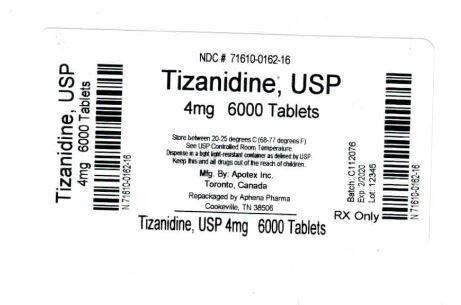 Tizanidine, USP
4mg 6000 Tablets
N 71610-0162-16
NDC # 71610-0162-16
Tizanidine, USP
4mg 6000 Tablets
Store between 20-25 degrees C (68-77 degrees F)
See USP Controlled Room Temperature.
Dispense in a tight light-resistant container as defined by USP
Keep this and all drugs out of the reach of children.
Mfg. By: Apotex Inc.
Toronto, Canada
Repackaged by Aphena Pharma
Cookeville, TN 38506
Tizanidine, USP 4mg 6000 Tablets
Batch: C112076
Exp: 2/2020
Lot: 12345
RX Only
N 71610-0162-16